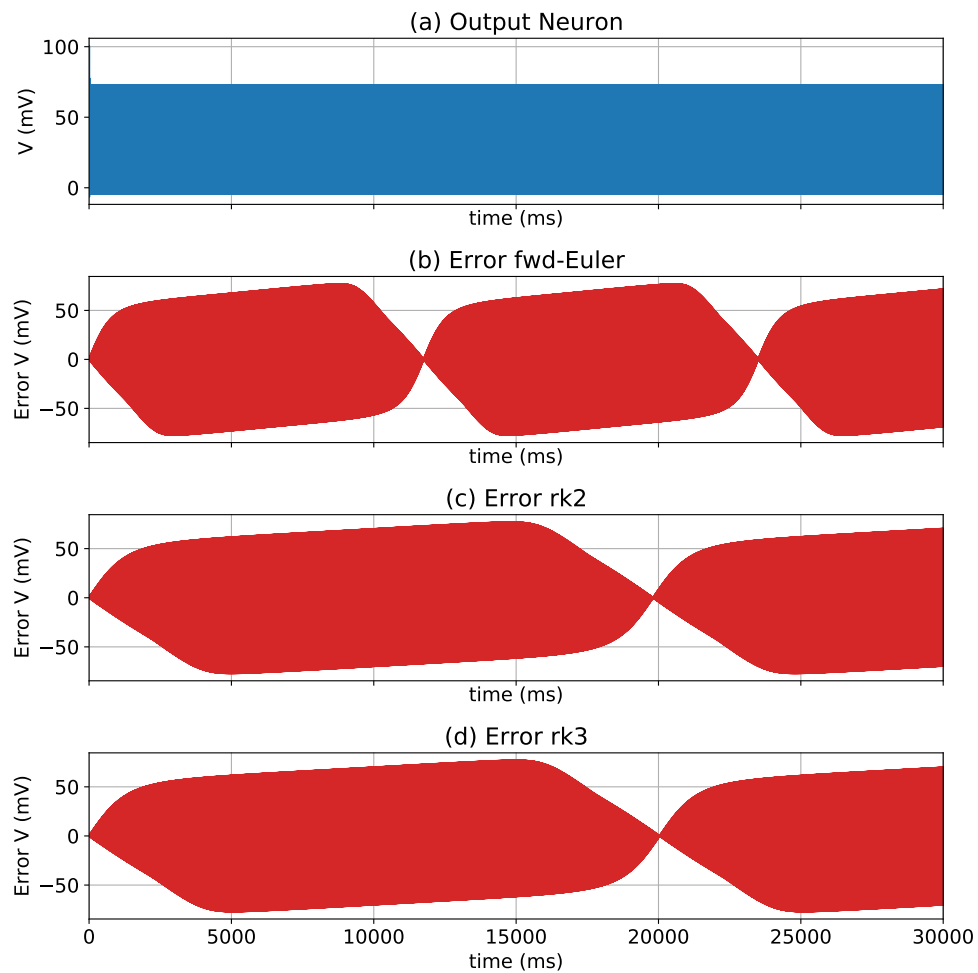 (a) Output Neuron
100
50
0
V (mV)
time (ms)
(b) Error fwd-Euler
50
0
−50
Error V (mV)
time (ms)
(c) Error rk2
50
0
−50
Error V (mV)
time (ms)
(d) Error rk3
50
0
−50
Error V (mV)
0 5000 10000 15000 20000 25000 30000
time (ms)